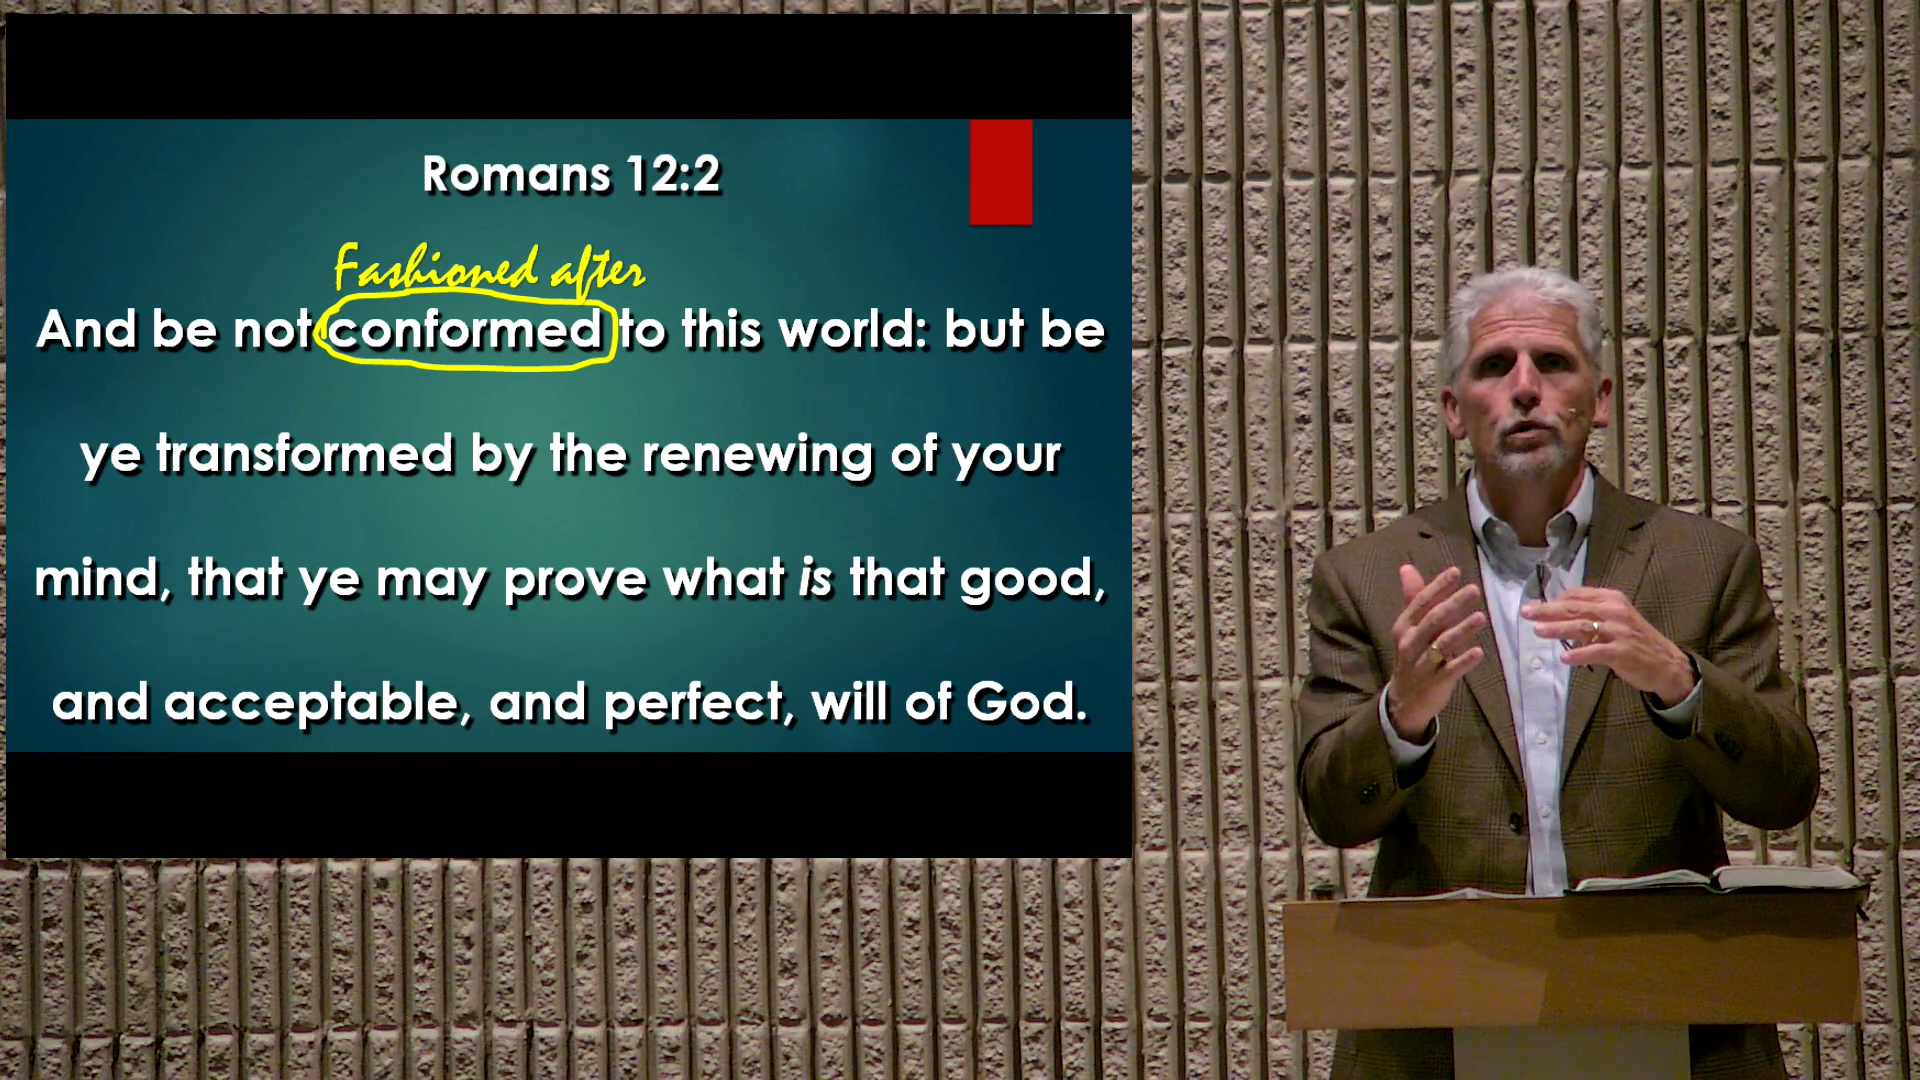 Romans 12:2
Fashioned after
And be not conformed to this world: but be
ye transformed by the renewing of your
mind, that ye may prove what is that good,
and acceptable, and perfect, will of God.